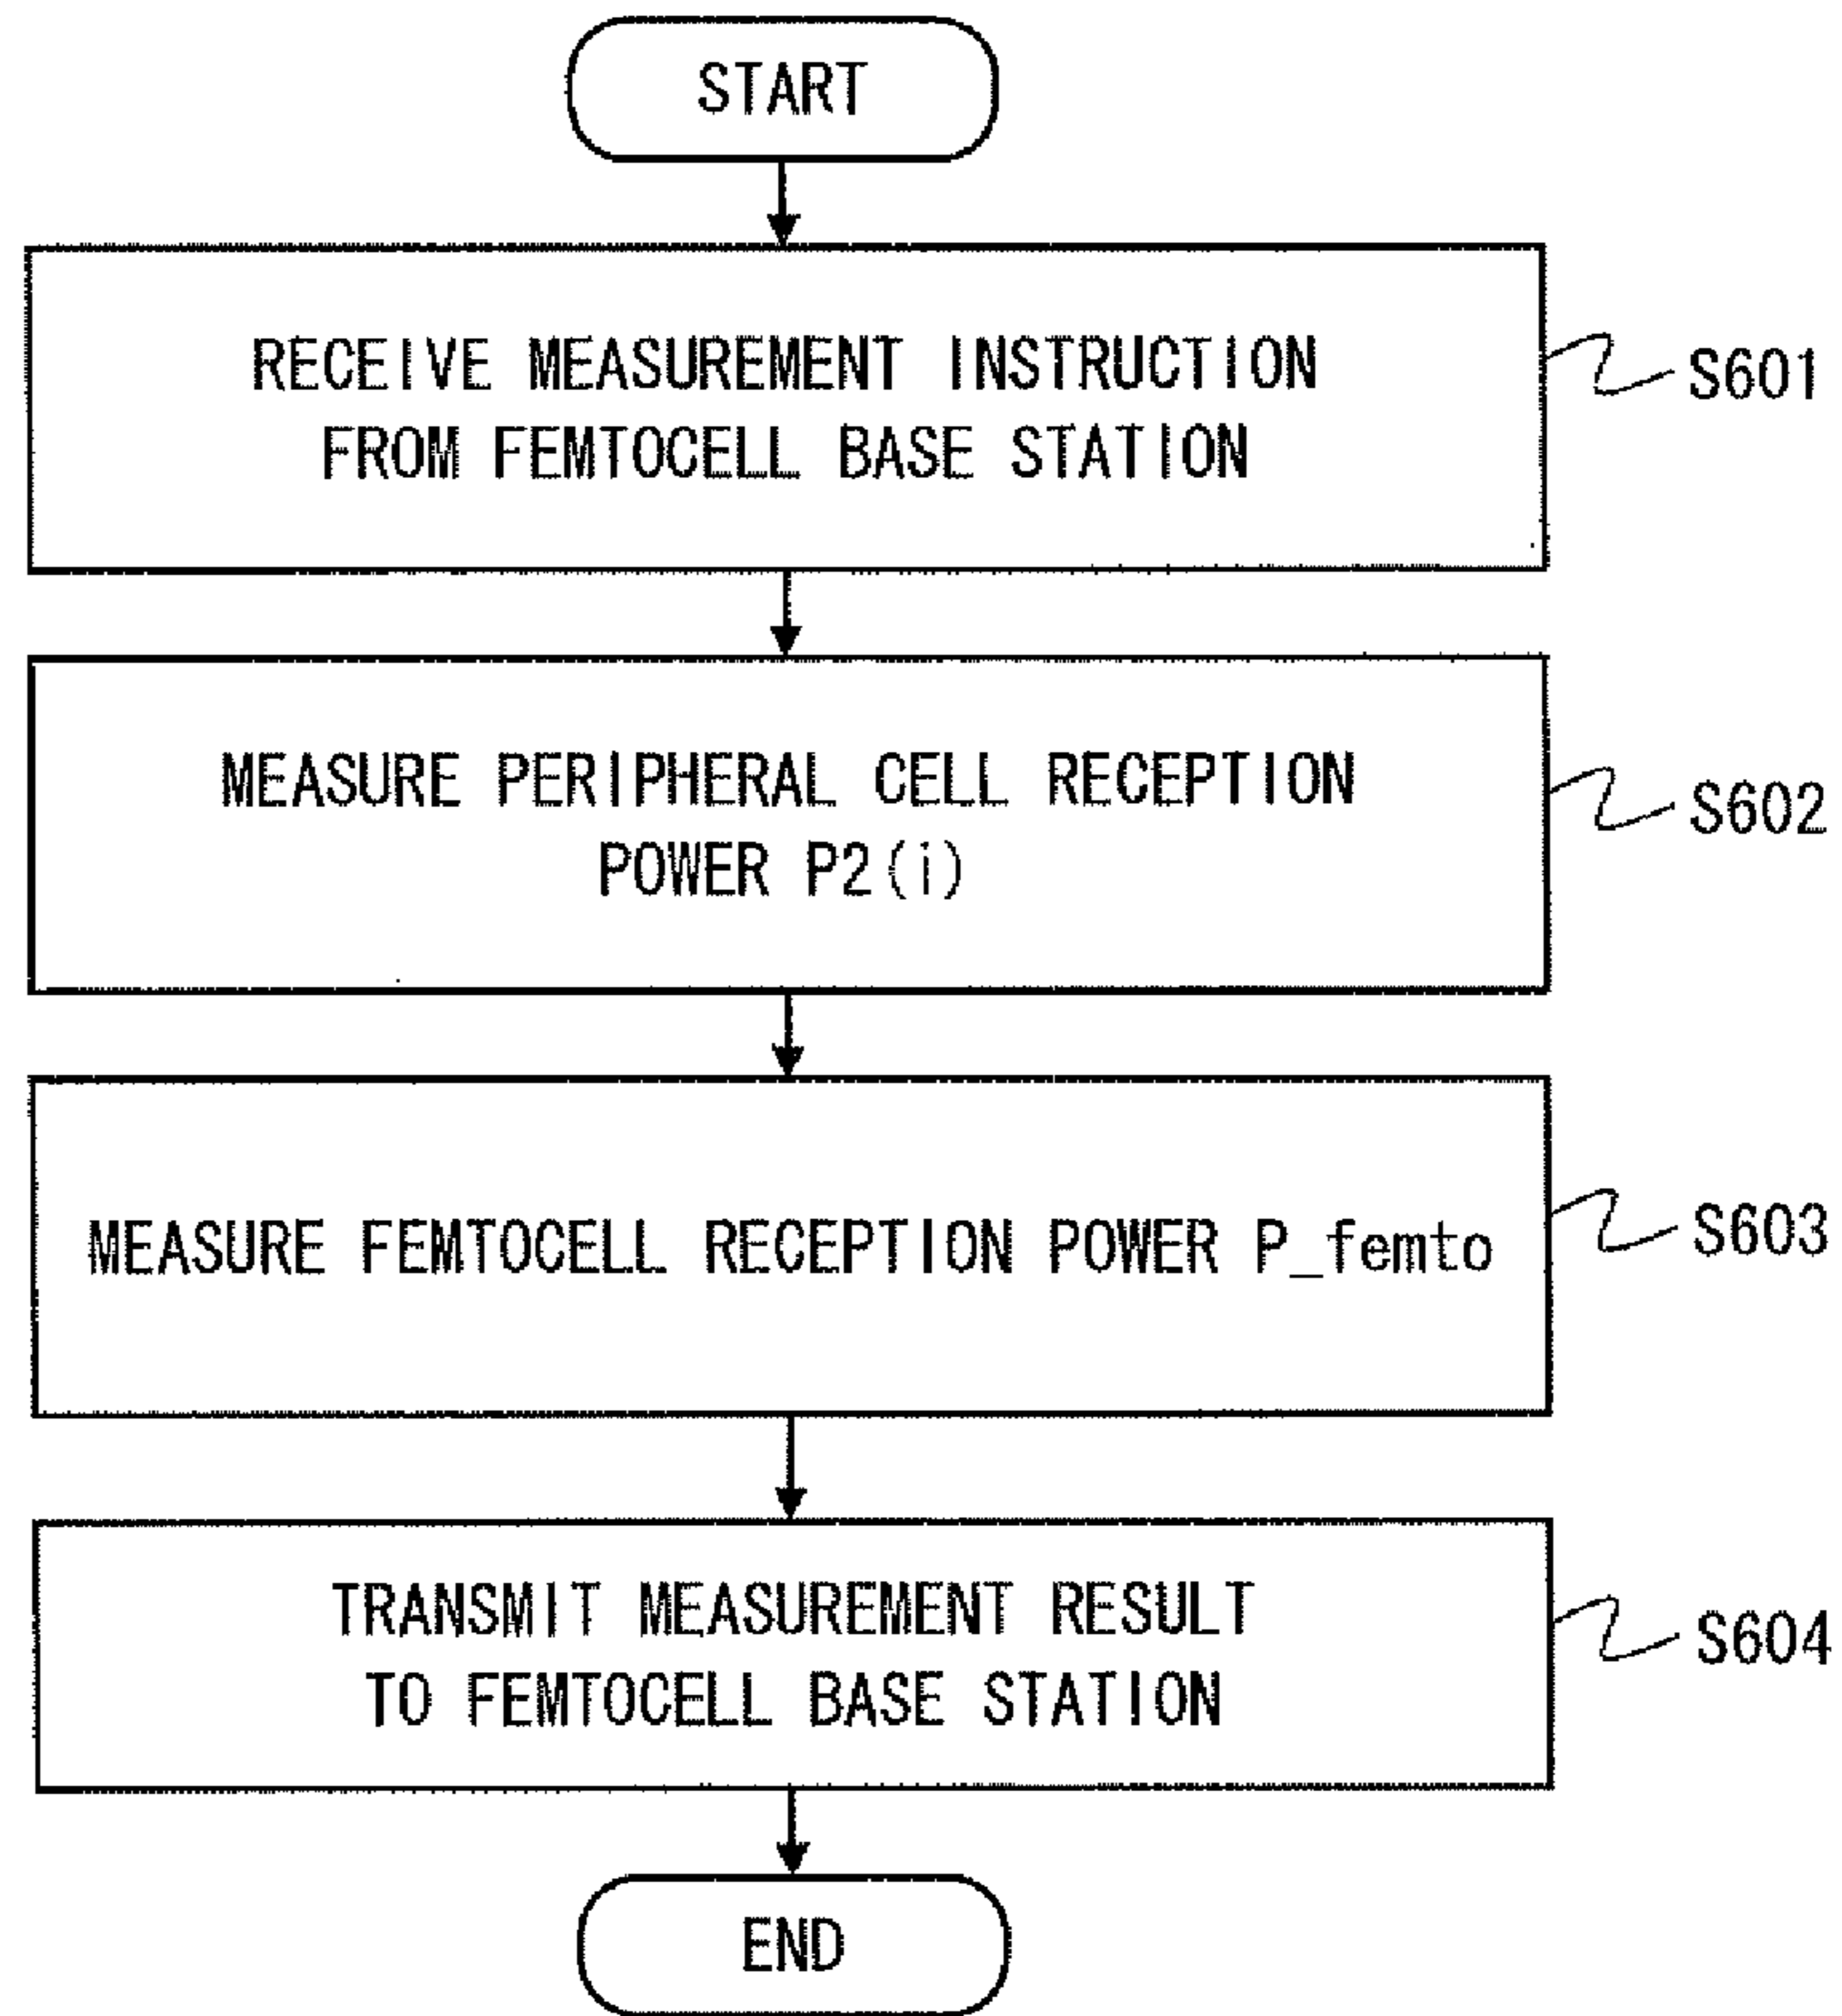 START
RECEIVE MEASUREMENT INSTRUCTION
FROM FEMTOCELL BASE STATION
S601
MEASURE PERIPHERAL CELL RECEPTION
POWER P2(i)
S602
MEASURE FEMTOCELL RECEPTION POWER P_femto
S603
TRANSMIT MEASUREMENT RESULT
TO FEMTOCELL BASE STATION
S604
END